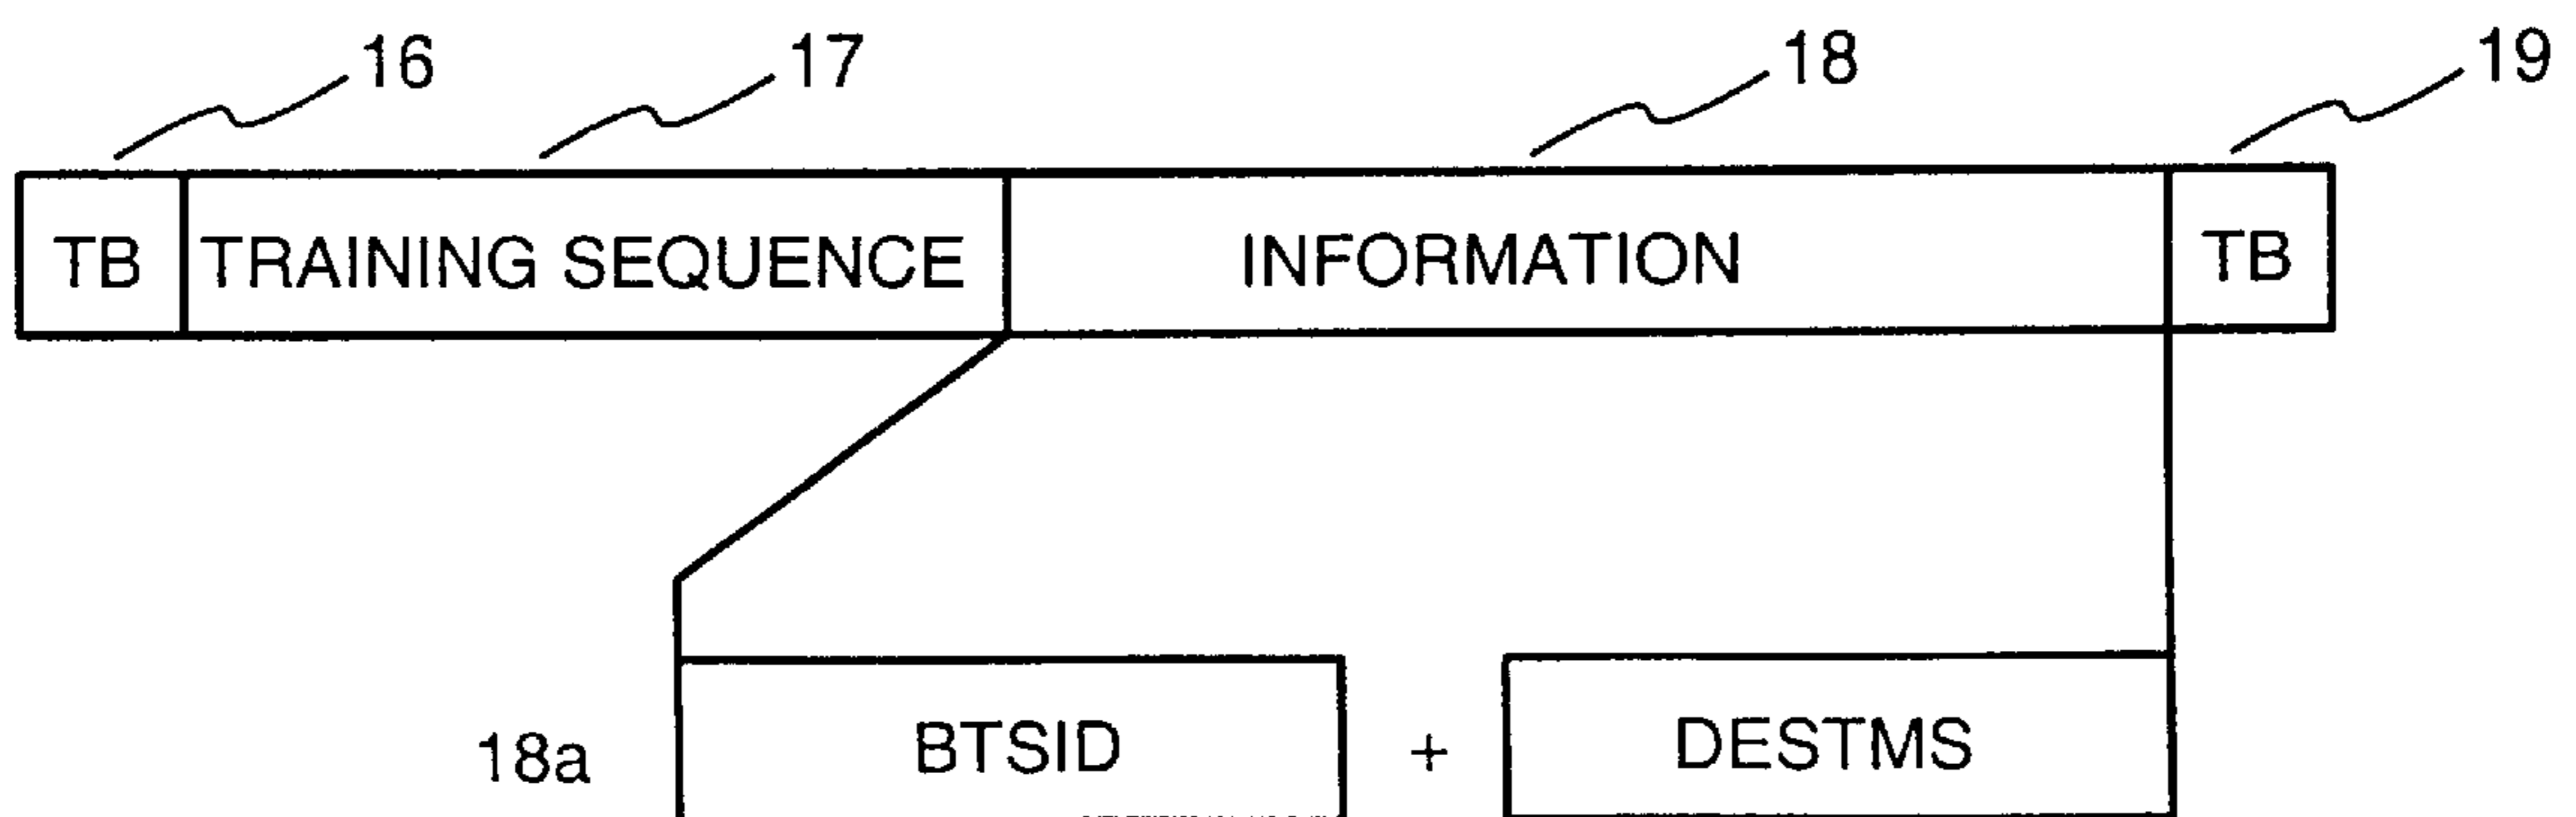 16 17 18 19
TB TRAINING SEQUENCE INFORMATION TB
18a BTSID + DESTMS